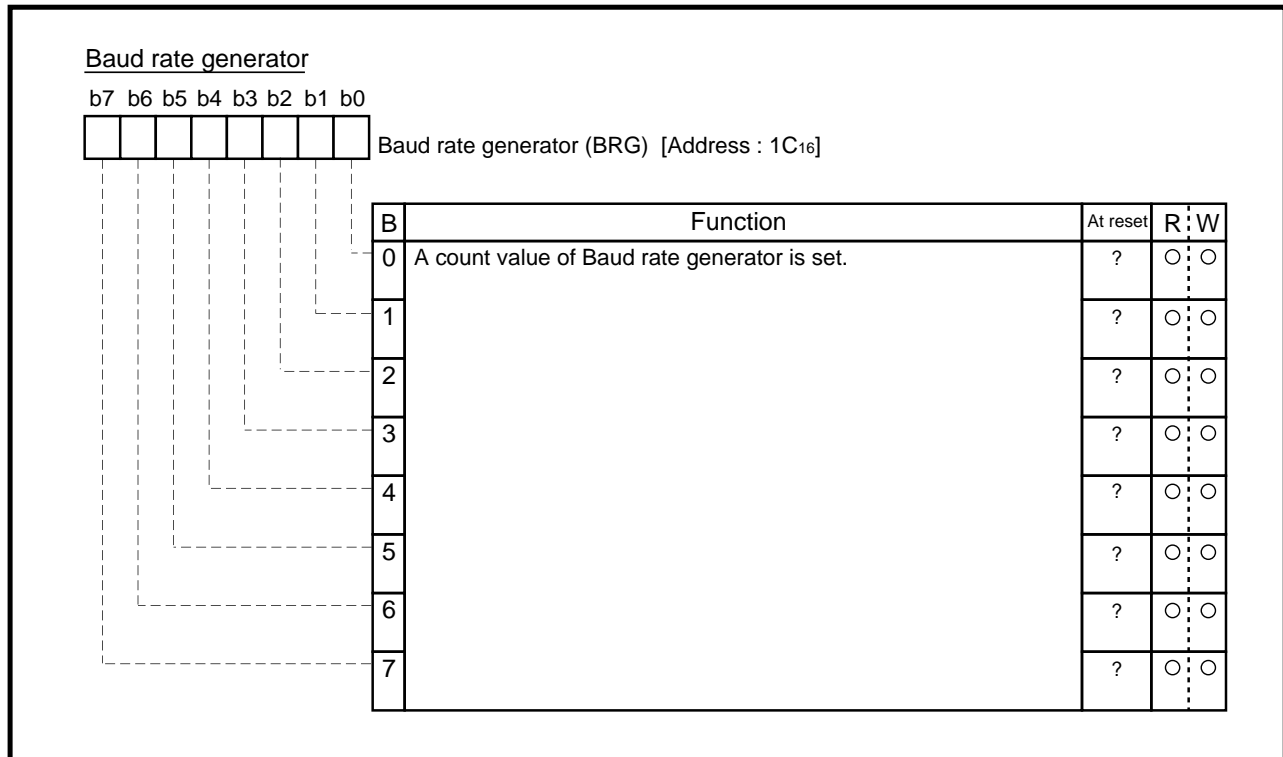 Baud rate generator
b7 b6 b5 b4 b3 b2 b1 b0
Baud rate generator (BRG) [Address : 1C₁₆]
B Function At reset R W
0 A count value of Baud rate generator is set. ? ○ ○
1 ? ○ ○
2 ? ○ ○
3 ? ○ ○
4 ? ○ ○
5 ? ○ ○
6 ? ○ ○
7 ? ○ ○